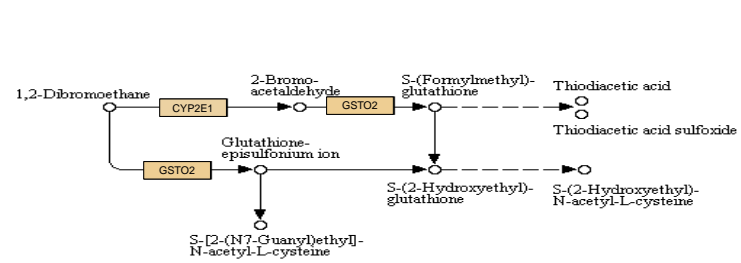 1,2-Dibromoethane
CYP2E1
2-Bromo-
acetaldehyde
GSTO2
S-(Formylmethyl)-
glutathione
Thiodiacetic acid
Thiodiacetic acid sulfoxide
GSTO2
Glutathione-
episulfonium ion
S-(2-Hydroxyethyl)-
glutathione
S-(2-Hydroxyethyl)-
N-acetyl-L-cysteine
S-[2-(N7-Guanyl)ethyl]-
N-acetyl-L-cysteine